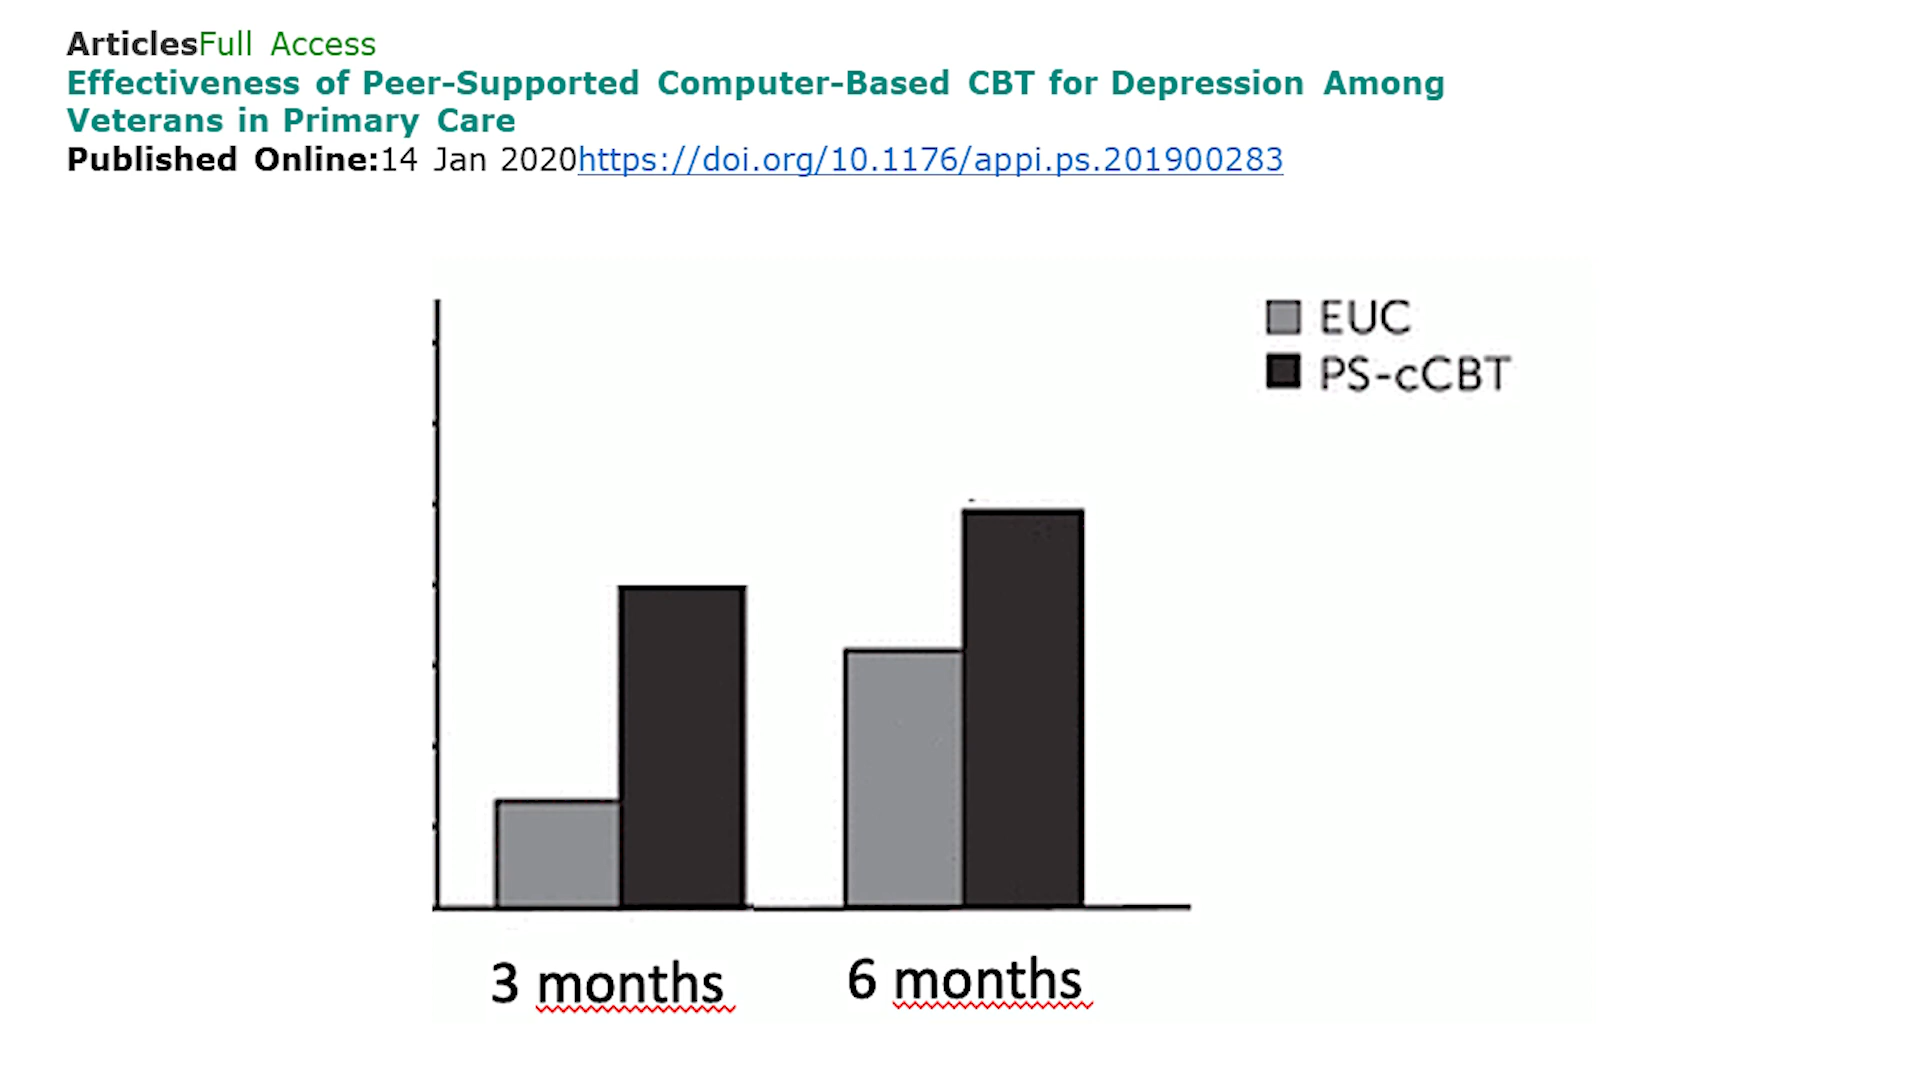 ArticlesFull Access
Effectiveness of Peer-Supported Computer-Based CBT for Depression Among
Veterans in Primary Care
Published Online:14 Jan 2020https://doi.org/10.1176/appi.ps.201900283
EUC
PS-cCBT
3 months
6 months